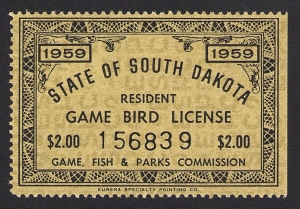 1959 1959
STATE OF SOUTH DAKOTA
RESIDENT
GAME BIRD LICENSE
$2.00 156839 $2.00
GAME, FISH & PARKS COMMISSION
EUREKA SPECIALTY PRINTING CO.